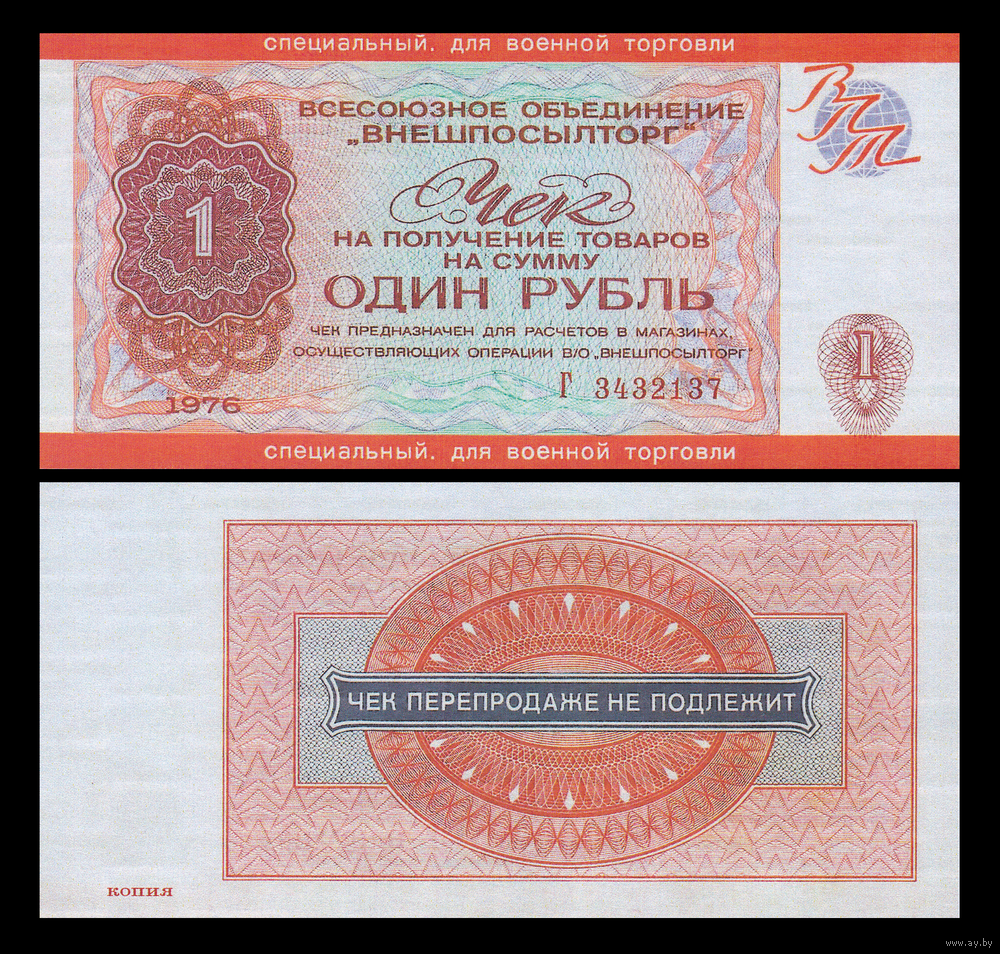 специальный. для военной торговли
ВСЕСОЮЗНОЕ ОБЪЕДИНЕНИЕ
„ВНЕШПОСЫЛТОРГ“
ВПТ
Чек
НА ПОЛУЧЕНИЕ ТОВАРОВ
НА СУММУ
1
ОДИН РУБЛЬ
ЧЕК ПРЕДНАЗНАЧЕН ДЛЯ РАСЧЕТОВ В МАГАЗИНАХ,
ОСУЩЕСТВЛЯЮЩИХ ОПЕРАЦИИ В/О „ВНЕШПОСЫЛТОРГ“
1
Г 3432137
1976
специальный. для военной торговли
ЧЕК ПЕРЕПРОДАЖЕ НЕ ПОДЛЕЖИТ
КОПИЯ
www.ay.by